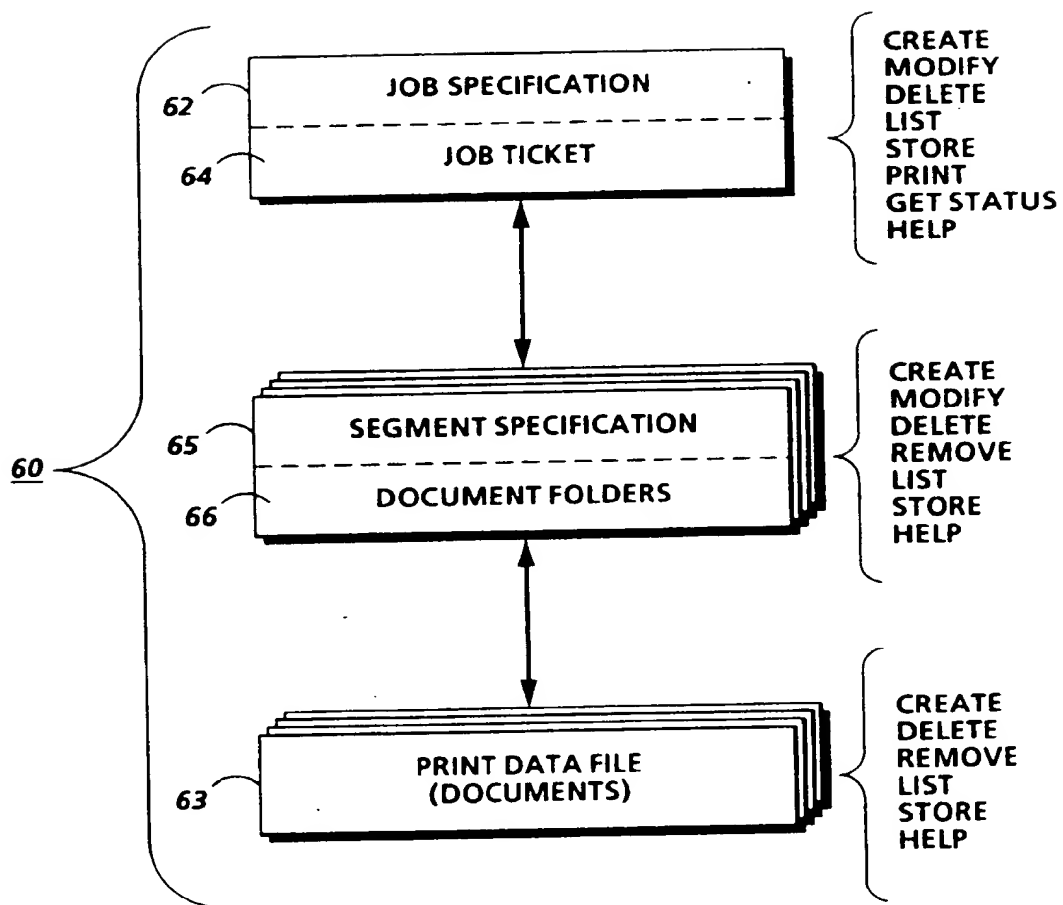 62
JOB SPECIFICATION
64
JOB TICKET
CREATE
MODIFY
DELETE
LIST
STORE
PRINT
GET STATUS
HELP
60
65
SEGMENT SPECIFICATION
66
DOCUMENT FOLDERS
CREATE
MODIFY
DELETE
REMOVE
LIST
STORE
HELP
63
PRINT DATA FILE
(DOCUMENTS)
CREATE
DELETE
REMOVE
LIST
STORE
HELP